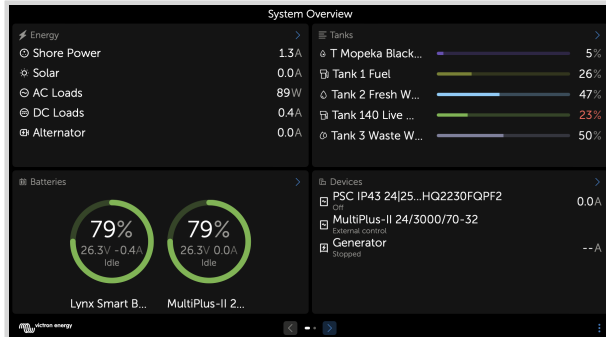 System Overview
Energy
Shore Power 1.3A
Solar 0.0A
AC Loads 89W
DC Loads 0.4A
Alternator 0.0A
Tanks
T Mopeka Black... 5%
Tank 1 Fuel 26%
Tank 2 Fresh W... 47%
Tank 140 Live ... 23%
Tank 3 Waste W... 50%
Batteries
79%
26.3V -0.4A
Idle
Lynx Smart B...
79%
26.3V 0.0A
Idle
MultiPlus-II 2...
Devices
PSC IP43 24|25...HQ2230FQPF2 0.0A
Off
MultiPlus-II 24/3000/70-32
External control
Generator --A
Stopped
victron energy